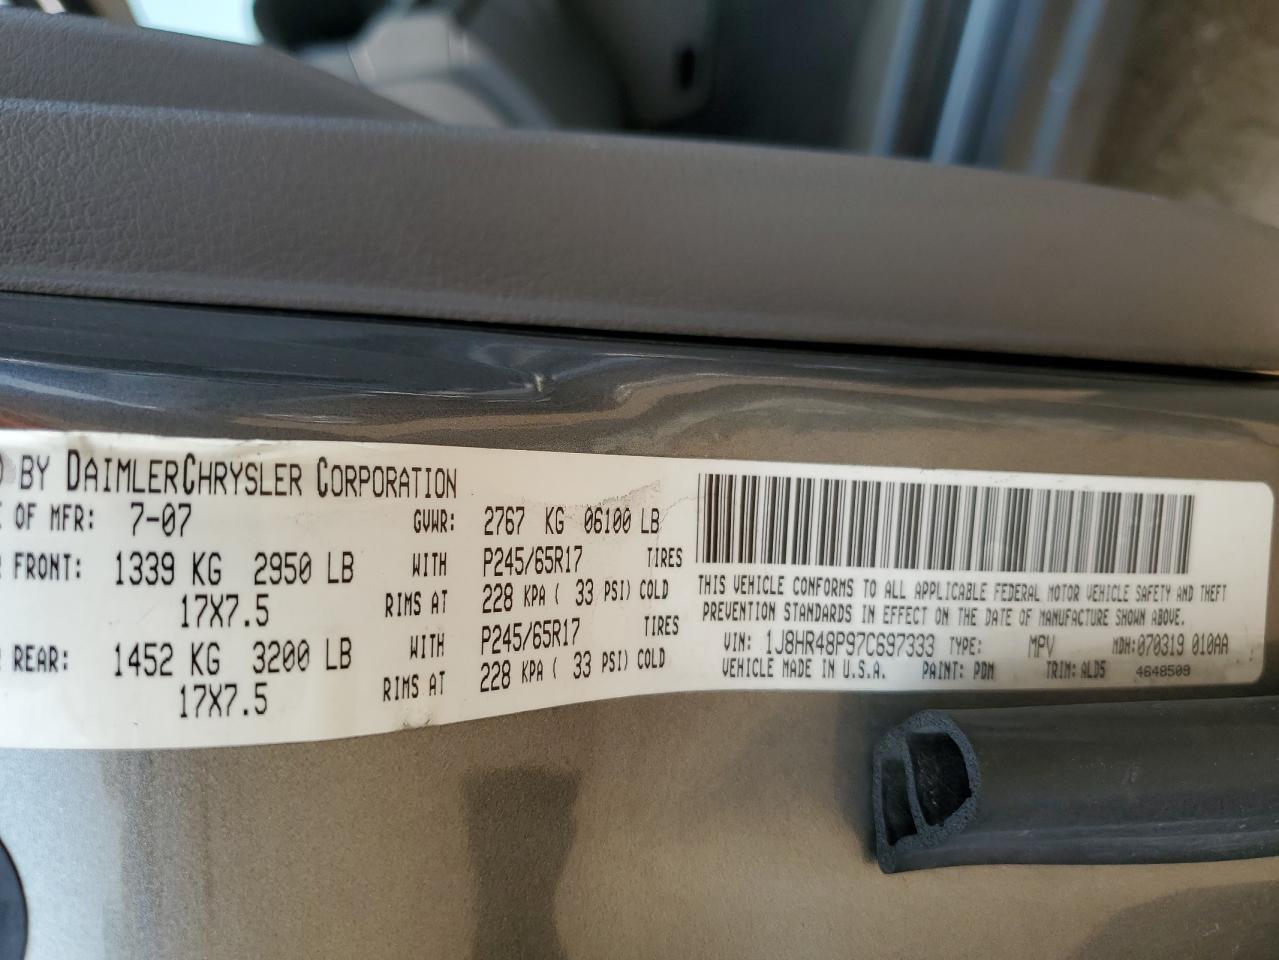 BY DAIMLERCHRYSLER CORPORATION
OF MFR: 7-07 GVWR: 2767 KG 06100 LB
FRONT: 1339 KG 2950 LB WITH P245/65R17 TIRES
17X7.5 RIMS AT 228 KPA ( 33 PSI) COLD
REAR: 1452 KG 3200 LB WITH P245/65R17 TIRES
17X7.5 RIMS AT 228 KPA ( 33 PSI) COLD
THIS VEHICLE CONFORMS TO ALL APPLICABLE FEDERAL MOTOR VEHICLE SAFETY AND THEFT
PREVENTION STANDARDS IN EFFECT ON THE DATE OF MANUFACTURE SHOWN ABOVE.
VIN: 1J8HR48P97C697333 TYPE: MPV MDH: 070319 010AA
VEHICLE MADE IN U.S.A. PAINT: PDM TRIM: ALD5 4648509